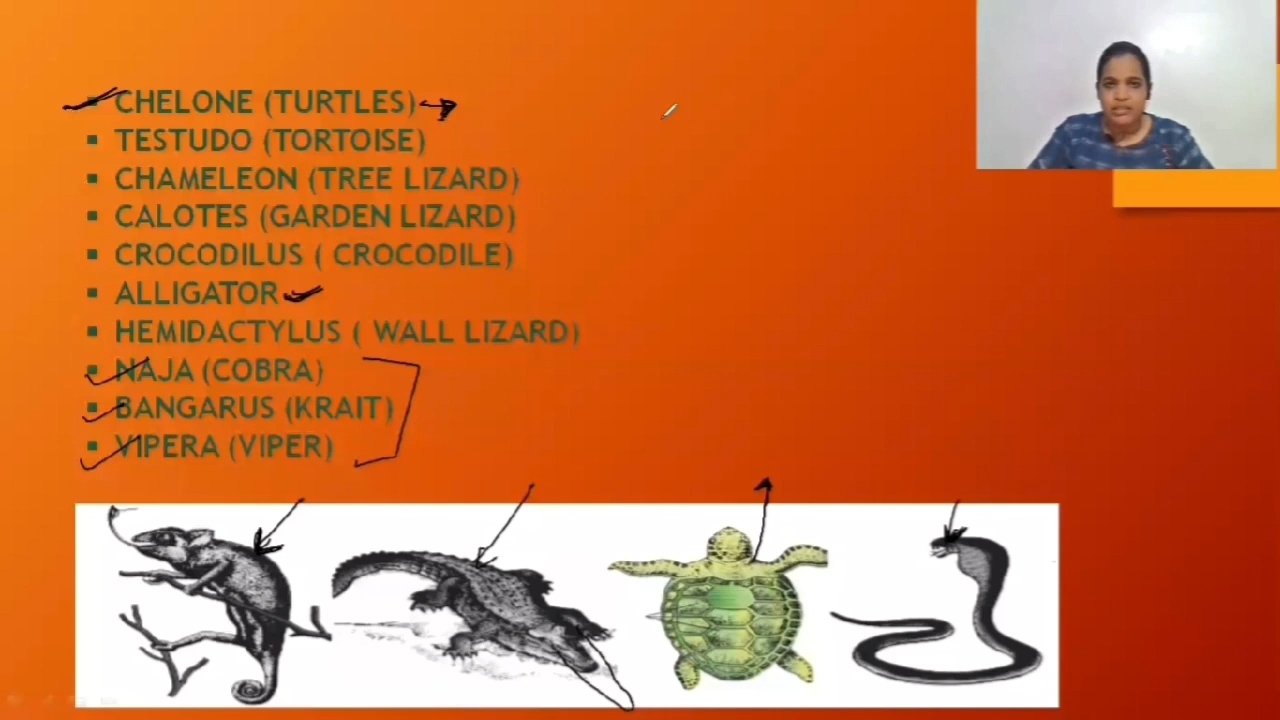 CHELONE (TURTLES)
TESTUDO (TORTOISE)
CHAMELEON (TREE LIZARD)
CALOTES (GARDEN LIZARD)
CROCODILUS ( CROCODILE)
ALLIGATOR
HEMIDACTYLUS ( WALL LIZARD)
NAJA (COBRA)
BANGARUS (KRAIT)
VIPERA (VIPER)